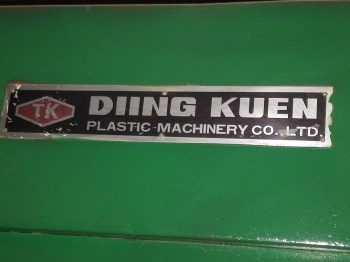 TK
DIING KUEN
PLASTIC MACHINERY CO., LTD